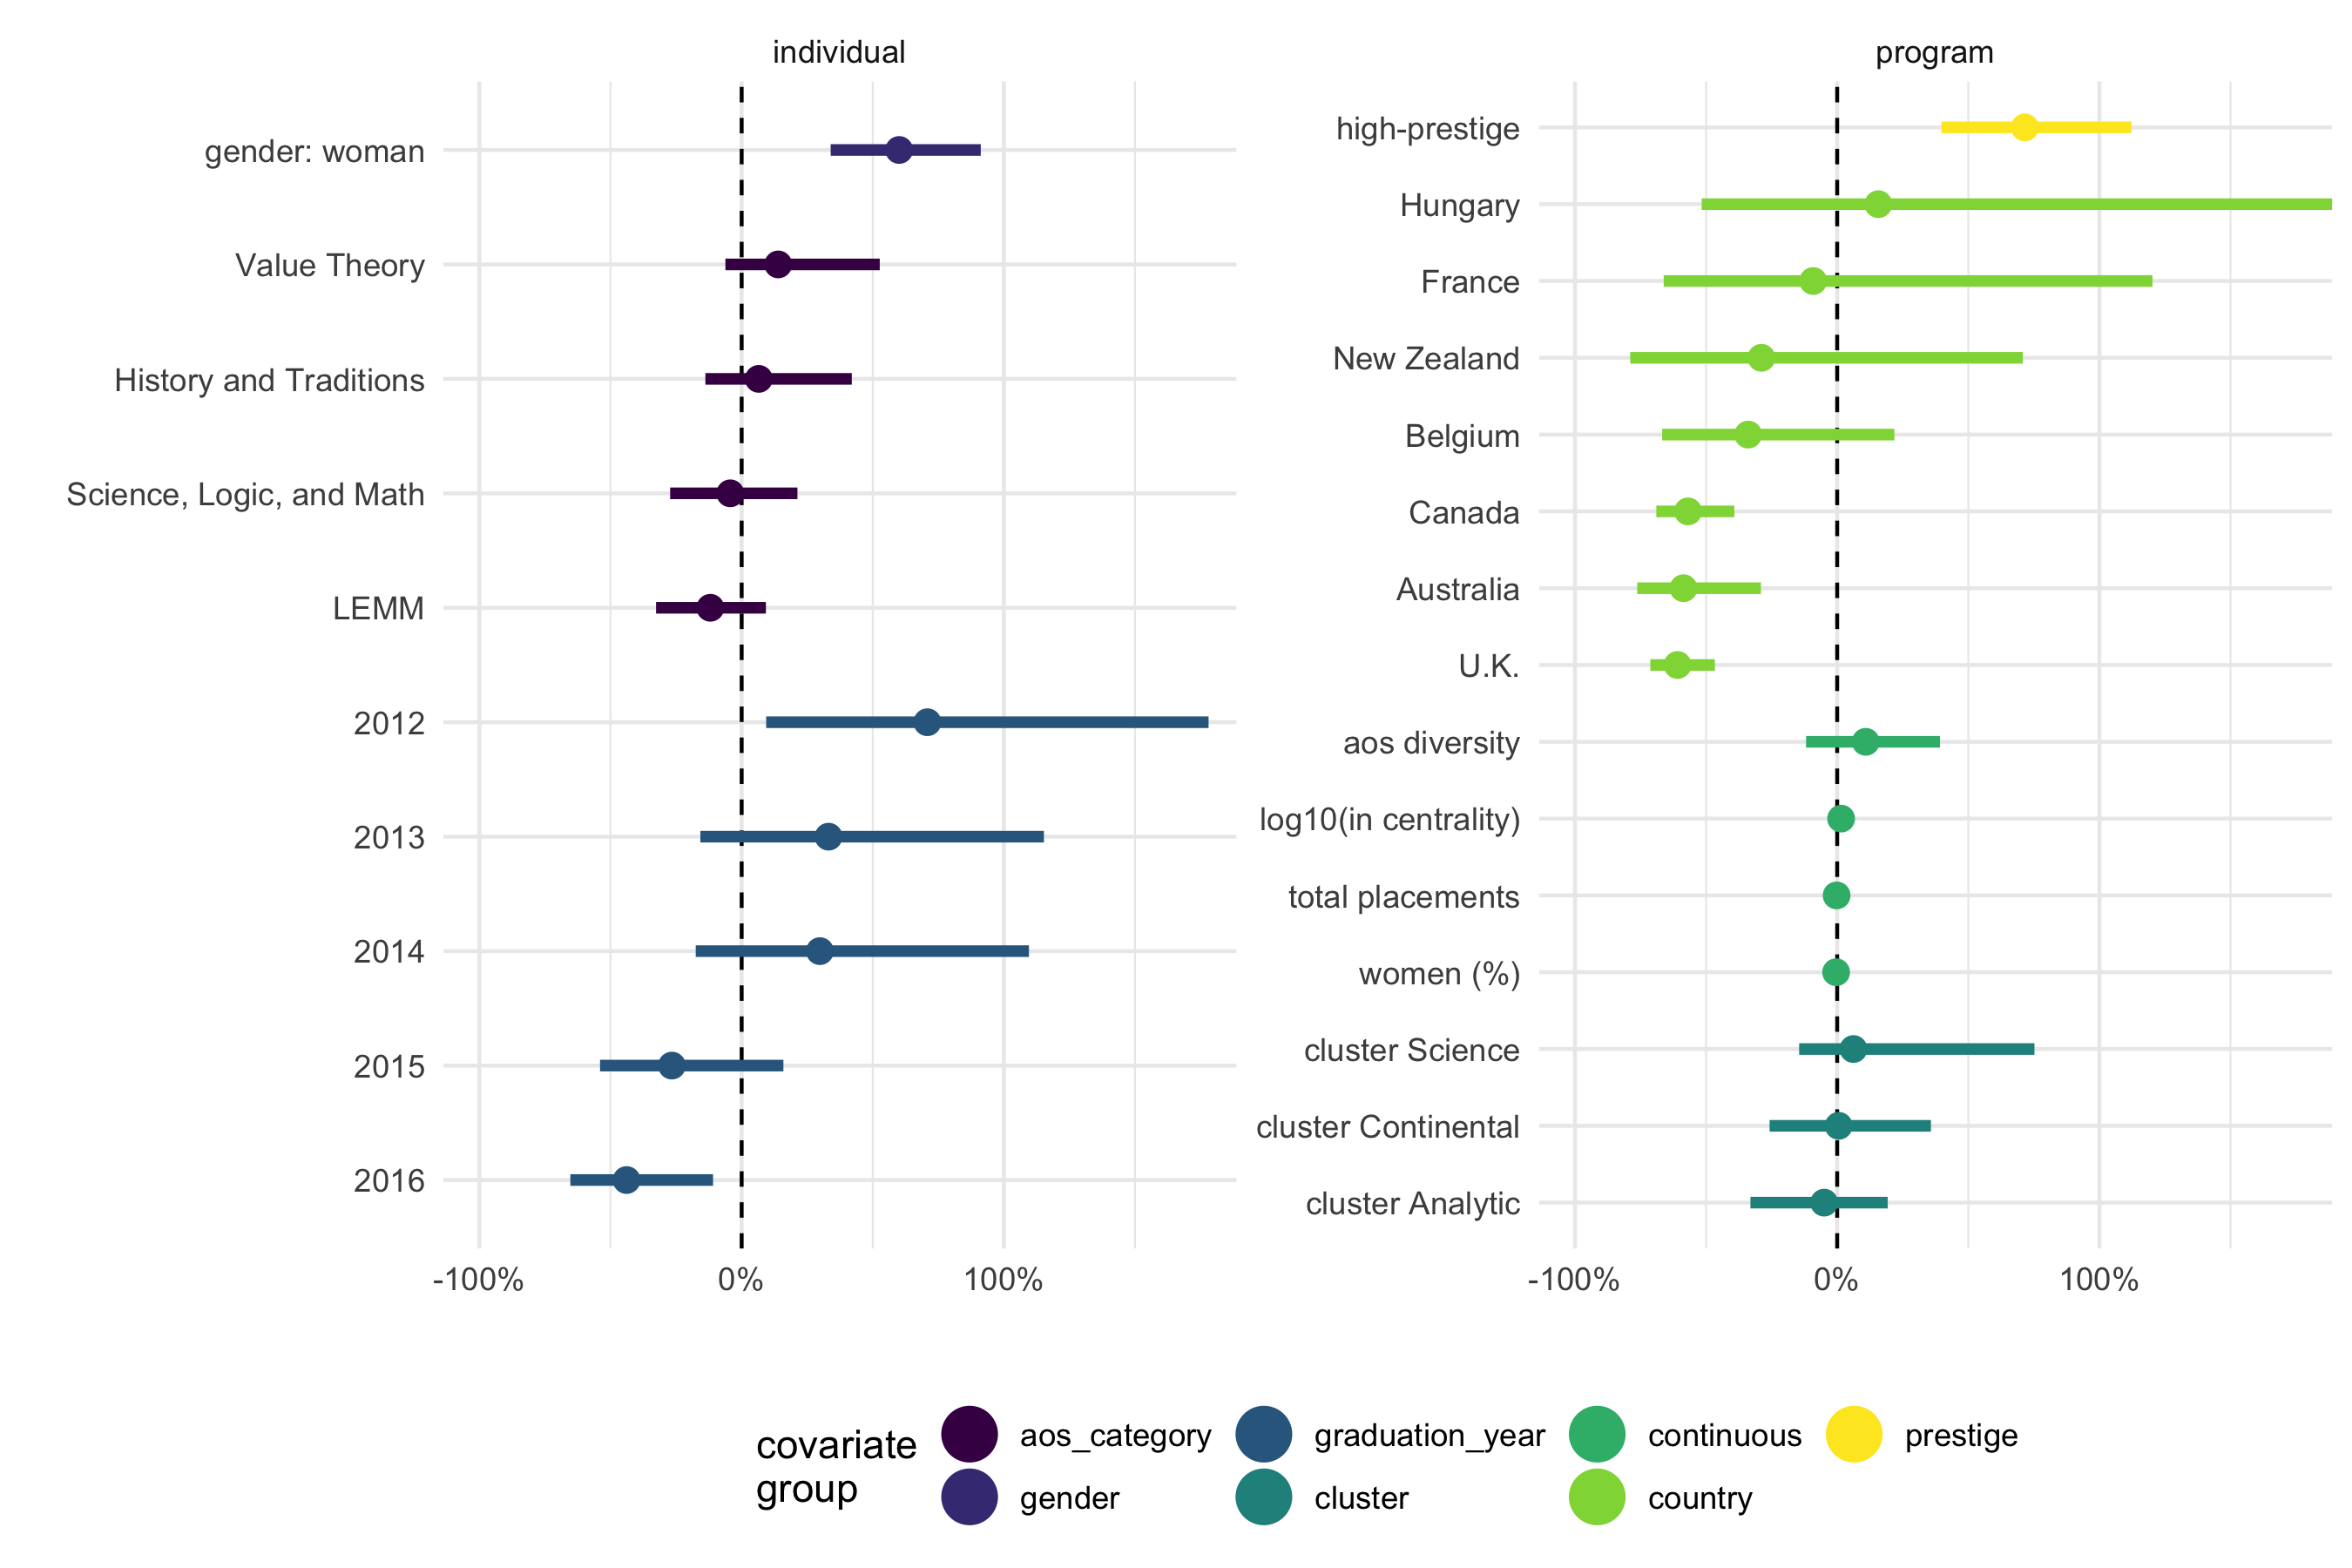 individual
gender: woman
Value Theory
History and Traditions
Science, Logic, and Math
LEMM
2012
2013
2014
2015
2016
-100%
0%
100%
program
high-prestige
Hungary
France
New Zealand
Belgium
Canada
Australia
U.K.
aos diversity
log10(in centrality)
total placements
women (%)
cluster Science
cluster Continental
cluster Analytic
-100%
0%
100%
covariate
group
aos_category
gender
graduation_year
cluster
continuous
country
prestige